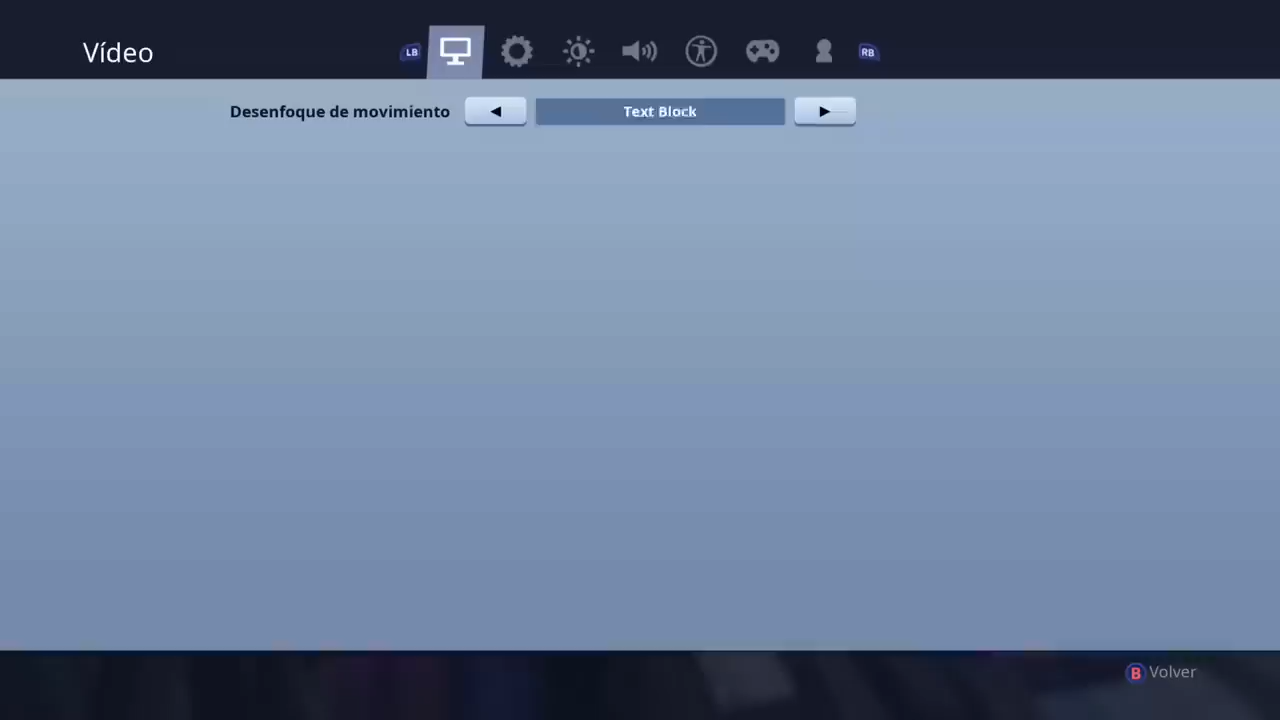 Vídeo
LB
RB
Desenfoque de movimiento
Text Block
B Volver